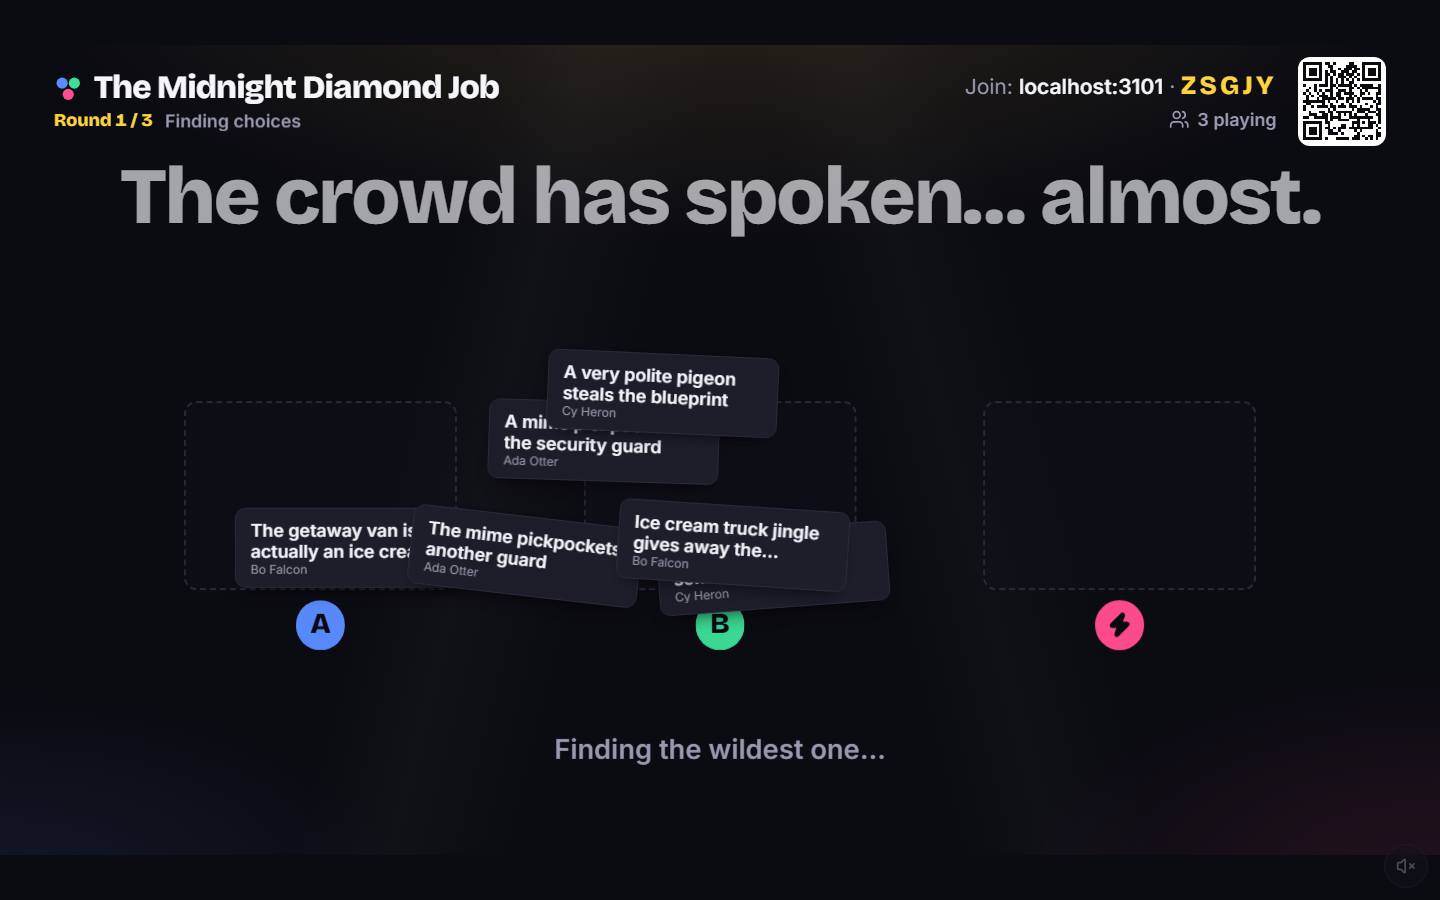 The Midnight Diamond Job
Round 1 / 3 Finding choices
Join: localhost:3101 · ZSGJY
3 playing
The crowd has spoken... almost.
A very polite pigeon
steals the blueprint
Cy Heron
A
the security guard
Ada Otter
The getaway van is
actually an ice
Bo Falcon
The mime pickpockets
another guard
Ada Otter
Ice cream truck jingle
gives away the...
Bo Falcon
Cy Heron
A
B
Finding the wildest one...